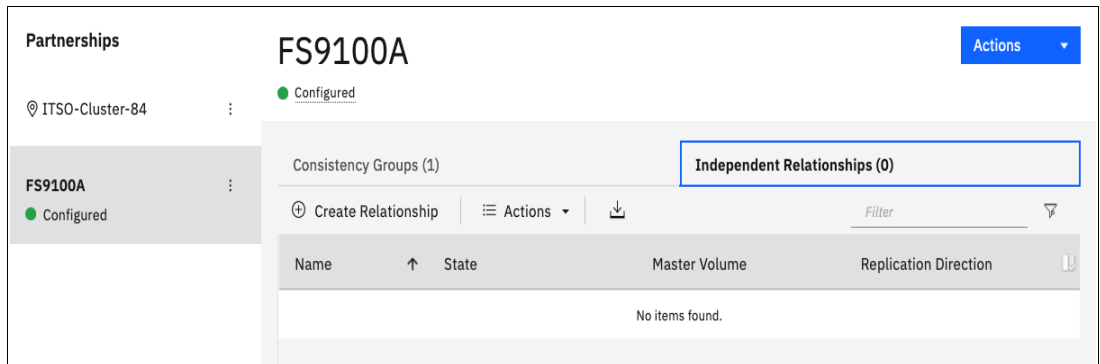 Partnerships
ITSO-Cluster-84
FS9100A
Configured
FS9100A
Actions
Configured
Consistency Groups (1)
Independent Relationships (0)
Create Relationship
Actions
Filter
Name
State
Master Volume
Replication Direction
No items found.